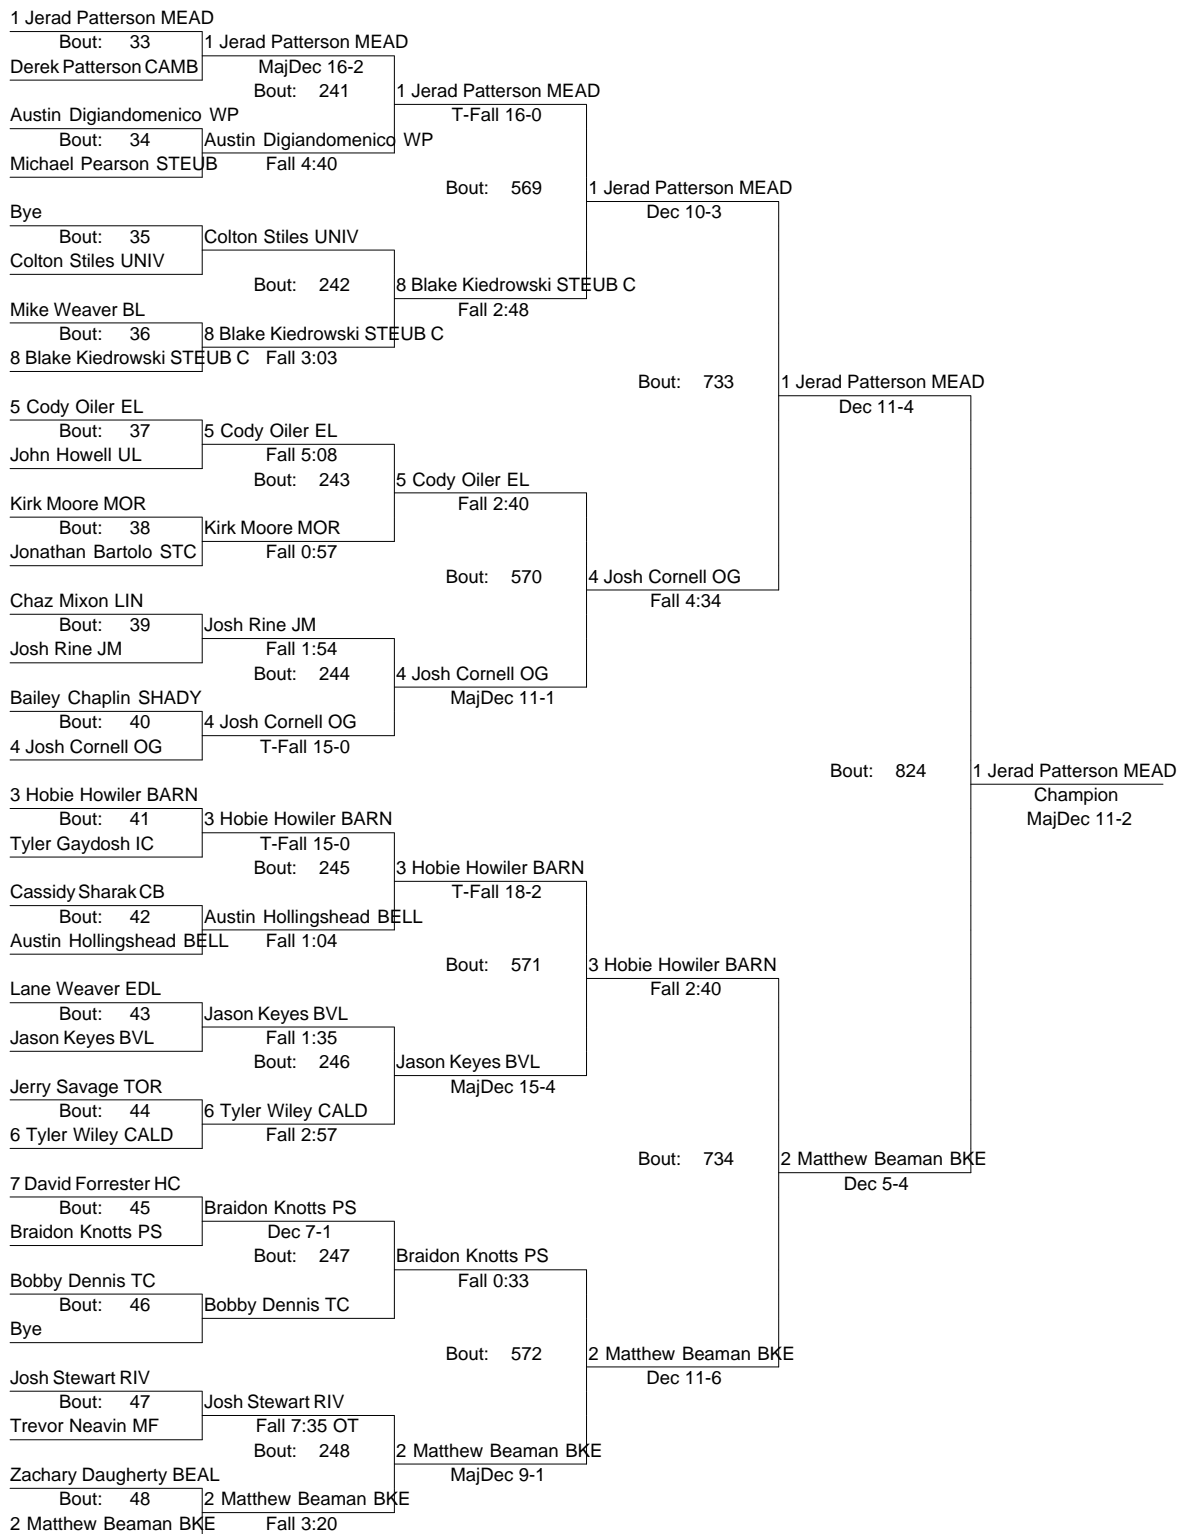 1 Jerad Patterson MEAD
Bout: 33
1 Jerad Patterson MEAD
Derek Patterson CAMB
MajDec 16-2
Bout: 241
1 Jerad Patterson MEAD
Austin Digiandomenico WP
T-Fall 16-0
Bout: 34
Austin Digiandomenico WP
Michael Pearson STEUB
Fall 4:40
Bout: 569
1 Jerad Patterson MEAD
Bye
Dec 10-3
Bout: 35
Colton Stiles UNIV
Colton Stiles UNIV
Bout: 242
8 Blake Kiedrowski STEUB C
Mike Weaver BL
Fall 2:48
Bout: 36
8 Blake Kiedrowski STEUB C
8 Blake Kiedrowski STEUB C
Fall 3:03
Bout: 733
1 Jerad Patterson MEAD
5 Cody Oiler EL
Dec 11-4
Bout: 37
5 Cody Oiler EL
John Howell UL
Fall 5:08
Bout: 243
5 Cody Oiler EL
Kirk Moore MOR
Fall 2:40
Bout: 38
Kirk Moore MOR
Jonathan Bartolo STC
Fall 0:57
Bout: 570
4 Josh Cornell OG
Chaz Mixon LIN
Fall 4:34
Bout: 39
Josh Rine JM
Josh Rine JM
Fall 1:54
Bout: 244
4 Josh Cornell OG
Bailey Chaplin SHADY
MajDec 11-1
Bout: 40
4 Josh Cornell OG
4 Josh Cornell OG
T-Fall 15-0
Bout: 824
1 Jerad Patterson MEAD
3 Hobie Howiler BARN
Champion
Bout: 41
3 Hobie Howiler BARN
MajDec 11-2
Tyler Gaydosh IC
T-Fall 15-0
Bout: 245
3 Hobie Howiler BARN
Cassidy Sharak CB
T-Fall 18-2
Bout: 42
Austin Hollingshead BELL
Austin Hollingshead BELL
Fall 1:04
Bout: 571
3 Hobie Howiler BARN
Lane Weaver EDL
Fall 2:40
Bout: 43
Jason Keyes BVL
Jason Keyes BVL
Fall 1:35
Bout: 246
Jason Keyes BVL
Jerry Savage TOR
MajDec 15-4
Bout: 44
6 Tyler Wiley CALD
6 Tyler Wiley CALD
Fall 2:57
Bout: 734
2 Matthew Beaman BKE
7 David Forrester HC
Dec 5-4
Bout: 45
Braidon Knotts PS
Braidon Knotts PS
Dec 7-1
Bout: 247
Braidon Knotts PS
Bobby Dennis TC
Fall 0:33
Bout: 46
Bobby Dennis TC
Bye
Bout: 572
2 Matthew Beaman BKE
Josh Stewart RIV
Dec 11-6
Bout: 47
Josh Stewart RIV
Trevor Neavin MF
Fall 7:35 OT
Bout: 248
2 Matthew Beaman BKE
Zachary Daugherty BEAL
MajDec 9-1
Bout: 48
2 Matthew Beaman BKE
2 Matthew Beaman BKE
Fall 3:20